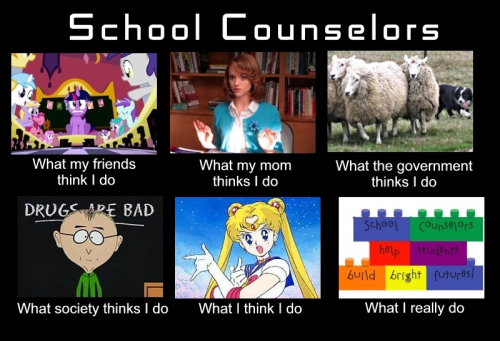 School Counselors
What my friends
think I do
What my mom
thinks I do
What the government
thinks I do
DRUGS ARE BAD
What society thinks I do
What I think I do
School Counselors
help students
build bright futures!
What I really do